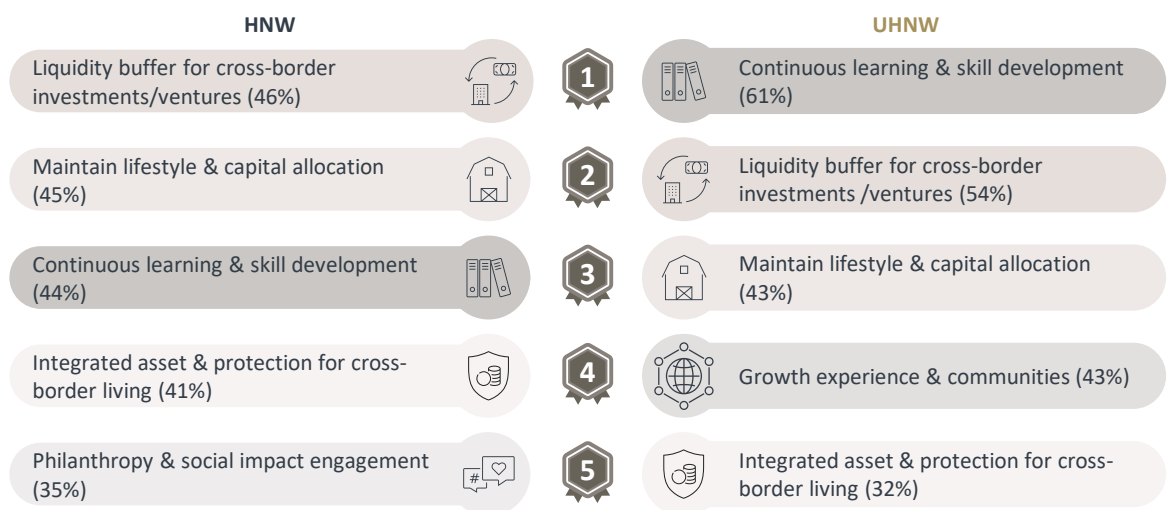 HNW
UHNW
Liquidity buffer for cross-border
investments/ventures (46%)
1
Continuous learning & skill development
(61%)
Maintain lifestyle & capital allocation
(45%)
2
Liquidity buffer for cross-border
investments /ventures (54%)
Continuous learning & skill development
(44%)
3
Maintain lifestyle & capital allocation
(43%)
Integrated asset & protection for cross-
border living (41%)
4
Growth experience & communities (43%)
Philanthropy & social impact engagement
(35%)
#
5
Integrated asset & protection for cross-
border living (32%)